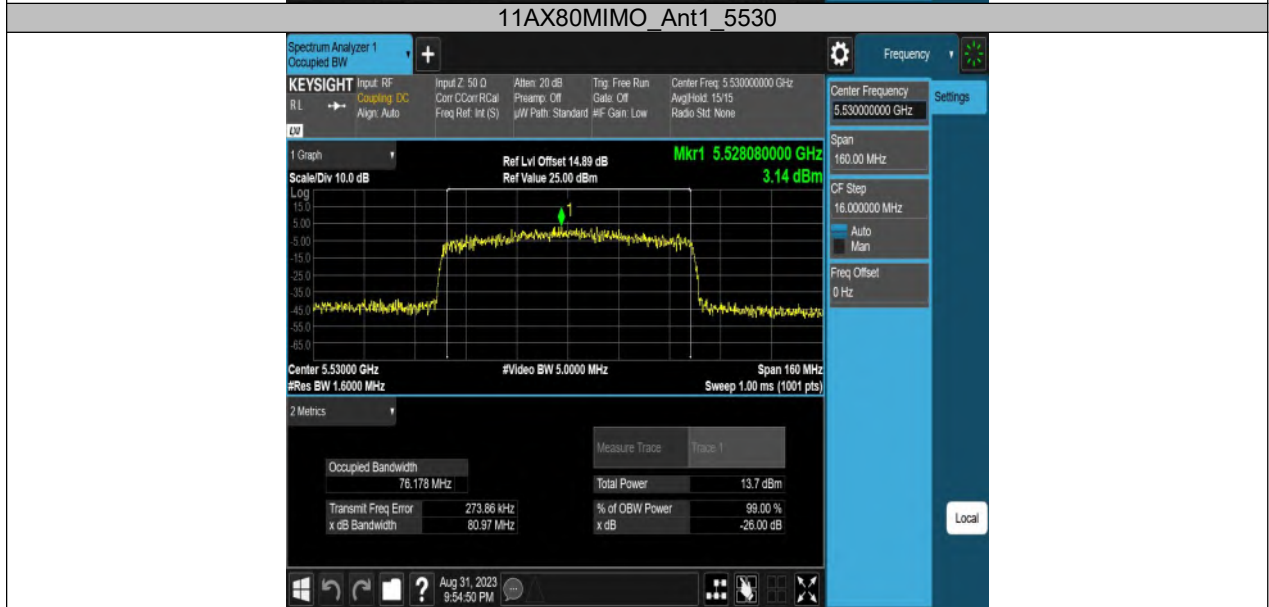 11AX80MIMO_Ant1_5530
Spectrum Analyzer 1
Occupied BW
+
Frequency
KEYSIGHT Input: RF Input Z: 50 Ω Atten: 20 dB Trig: Free Run Center Freq: 5.530000000 GHz
RL Coupling: DC Corr CCorr RCal Preamp: Off Gate: Off Avg|Hold: 15/15
Align: Auto Freq Ref: Int (S) µW Path: Standard #IF Gain: Low Radio Std: None
LXI
Center Frequency
5.530000000 GHz
Settings
Span
160.00 MHz
CF Step
16.000000 MHz
Auto
Man
Freq Offset
0 Hz
1 Graph
Ref Lvl Offset 14.89 dB
Mkr1 5.528080000 GHz
Scale/Div 10.0 dB
Ref Value 25.00 dBm
3.14 dBm
Log
15.0
5.00
-5.00
-15.0
-25.0
-35.0
-45.0
-55.0
-65.0
1
Center 5.53000 GHz #Video BW 5.0000 MHz Span 160 MHz
#Res BW 1.6000 MHz Sweep 1.00 ms (1001 pts)
2 Metrics
Measure Trace Trace 1
Occupied Bandwidth
76.178 MHz
Total Power 13.7 dBm
Transmit Freq Error 273.86 kHz % of OBW Power 99.00 %
x dB Bandwidth 80.97 MHz x dB -26.00 dB
Local
? Aug 31, 2023
9:54:50 PM